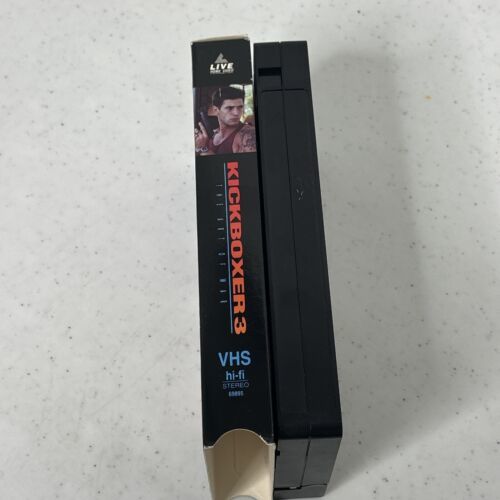 LIVE
HOME VIDEO
KICKBOXER 3
THE ART OF WAR
VHS
hi-fi
STEREO
69895